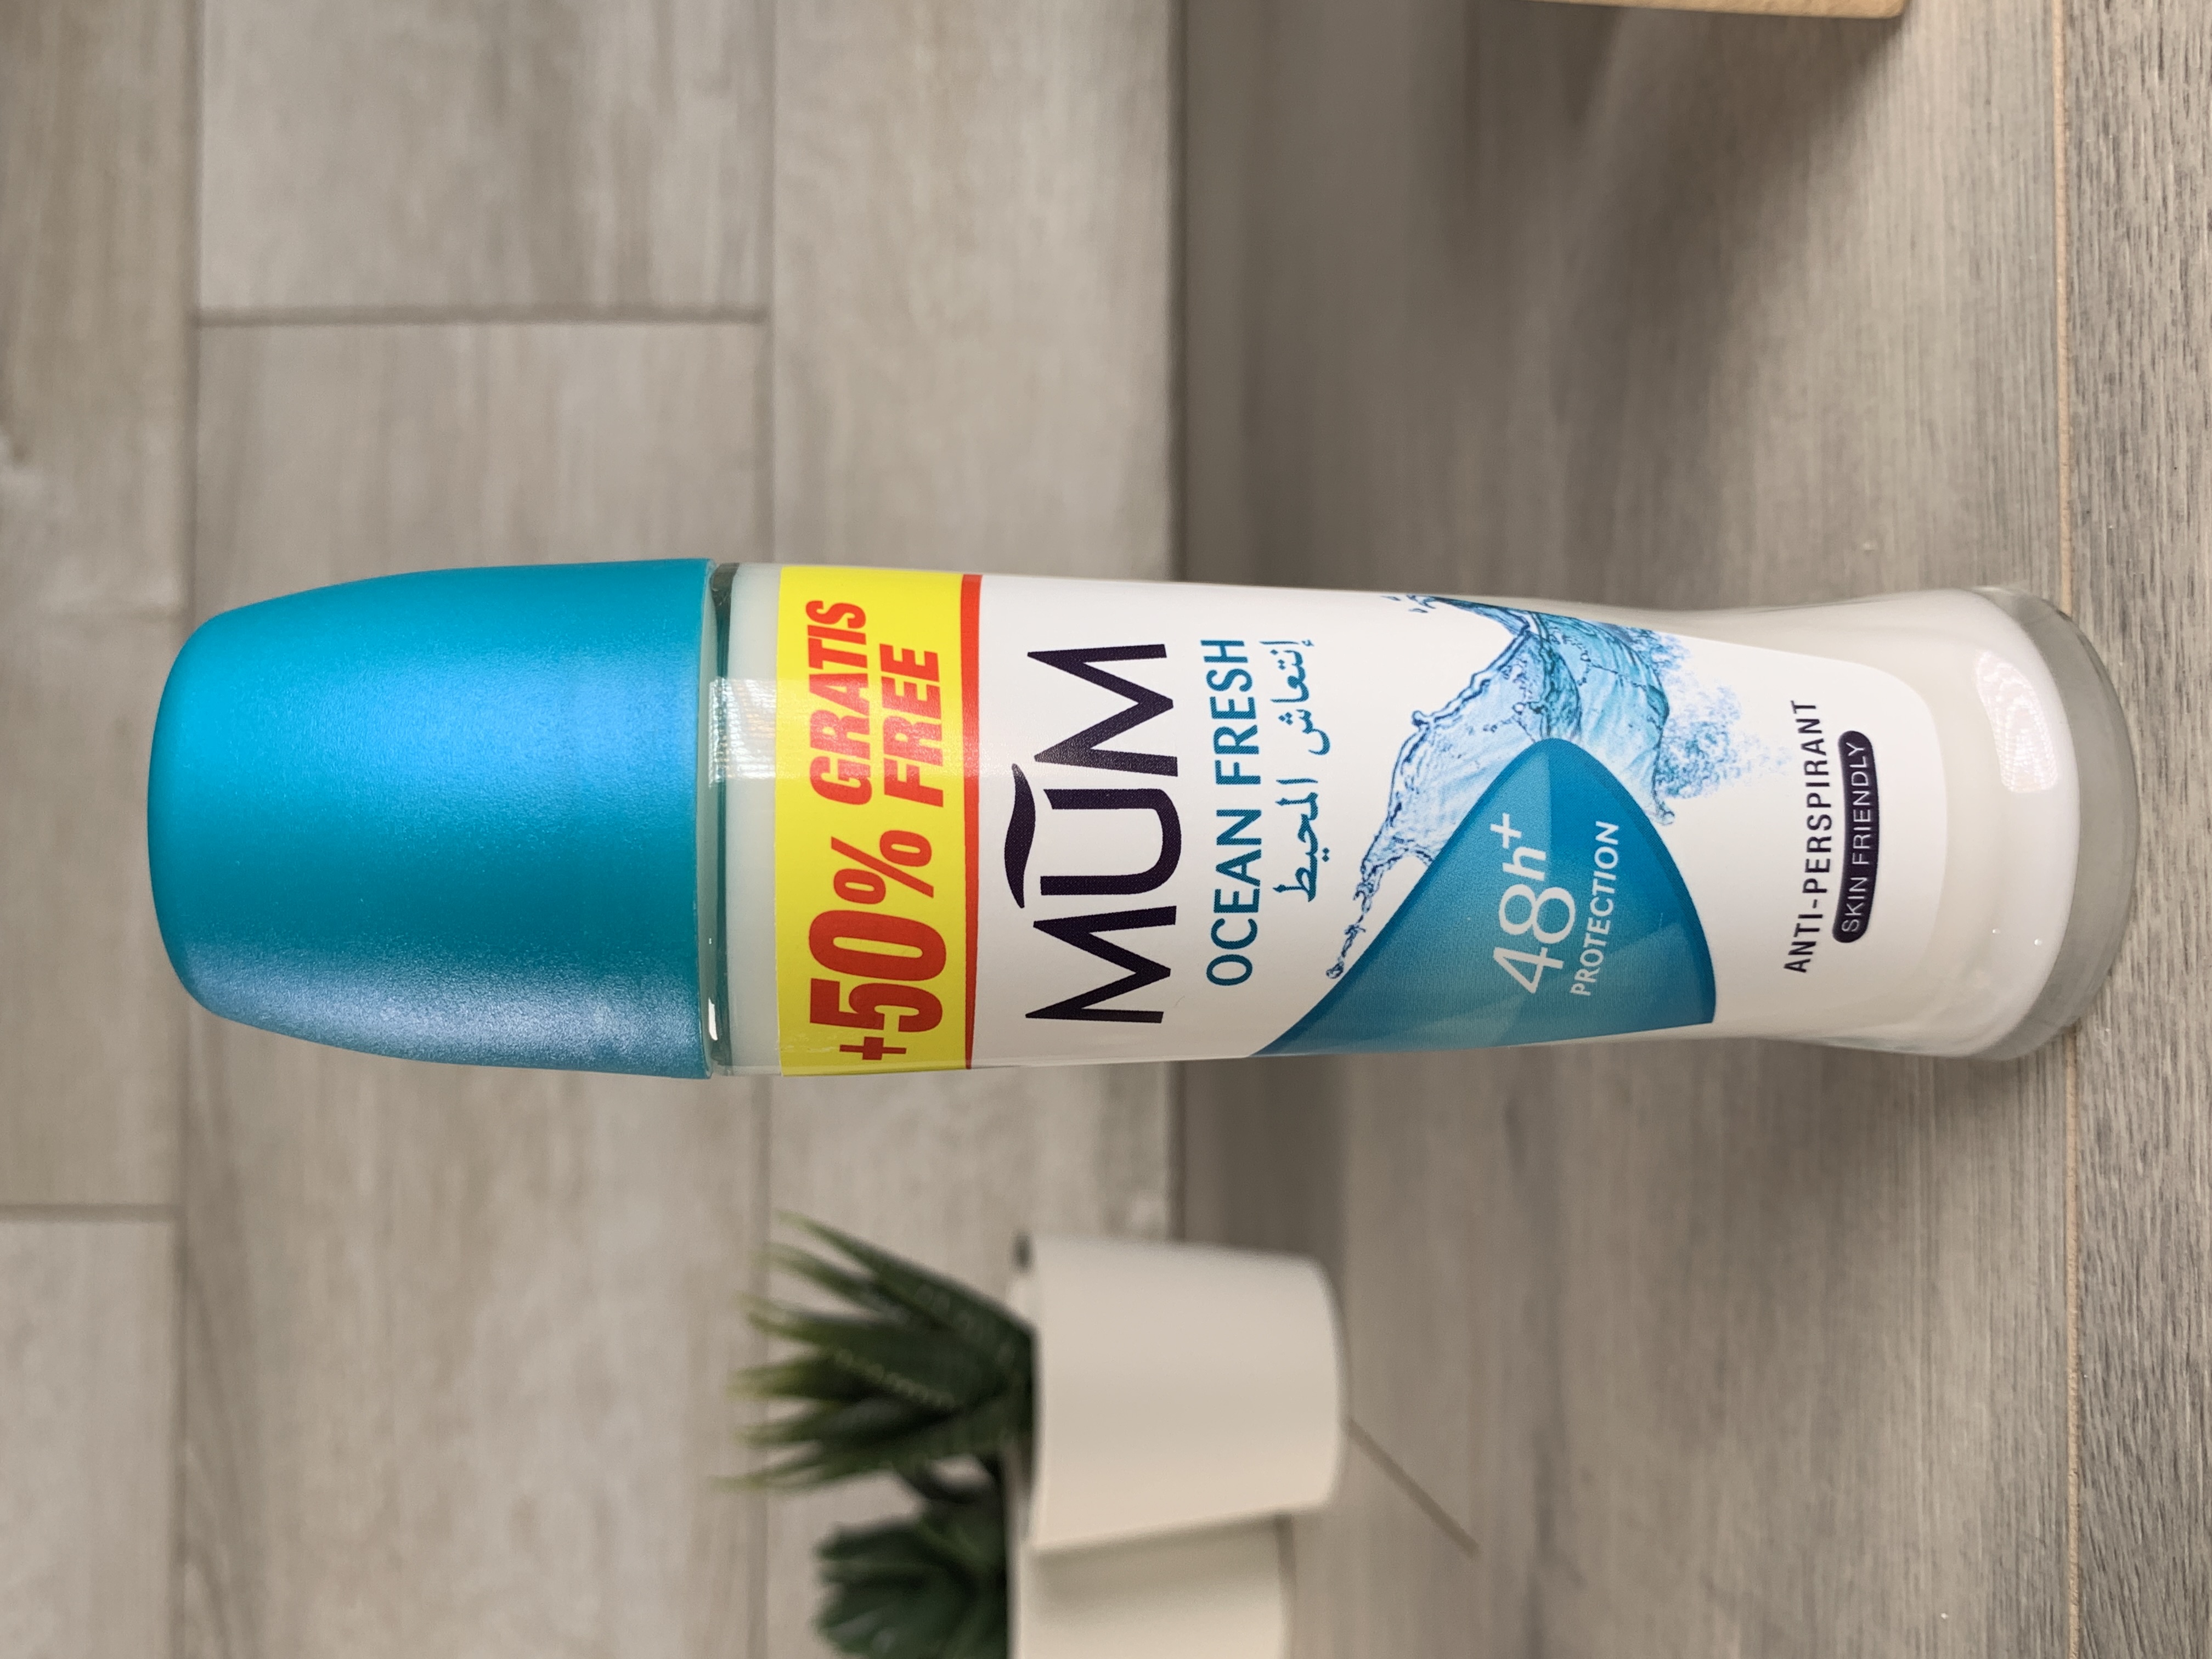 +50% GRATIS
FREE
MUM
OCEAN FRESH
إنتعاش المحيط
48h+
PROTECTION
ANTI-PERSPIRANT
SKIN FRIENDLY